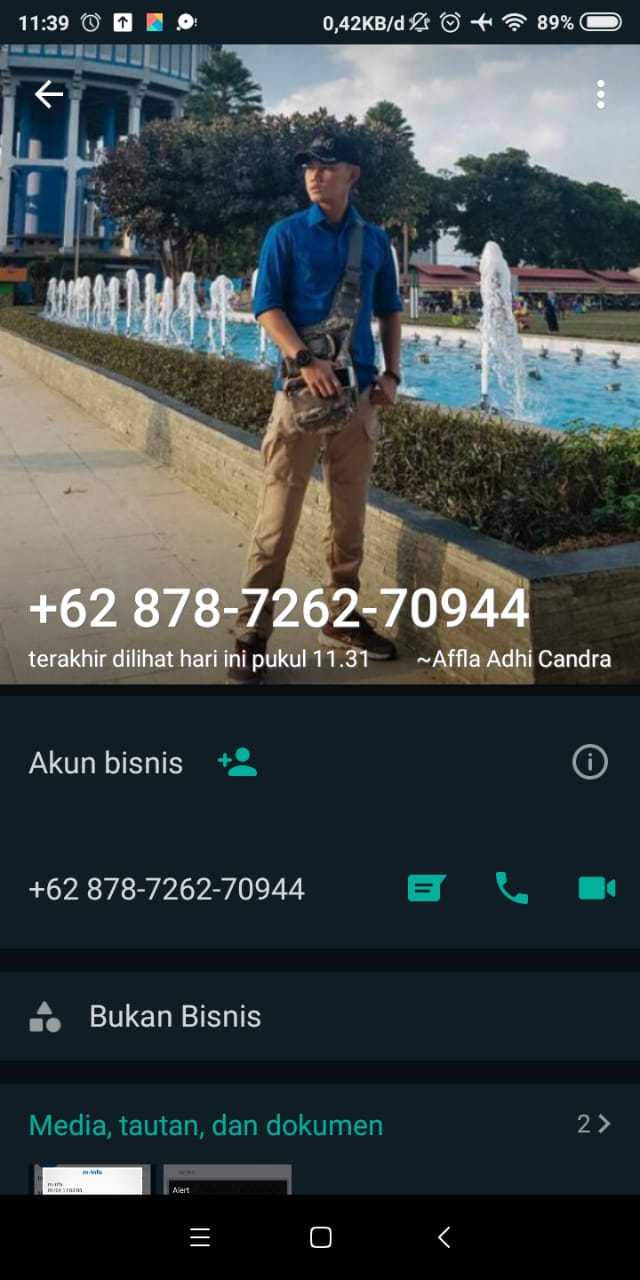 11:39 0,42KB/d 89%
+62 878-7262-70944
terakhir dilihat hari ini pukul 11.31 ~Affla Adhi Candra
Akun bisnis
+62 878-7262-70944
Bukan Bisnis
Media, tautan, dan dokumen 2
m-Info
m-Info
Alert